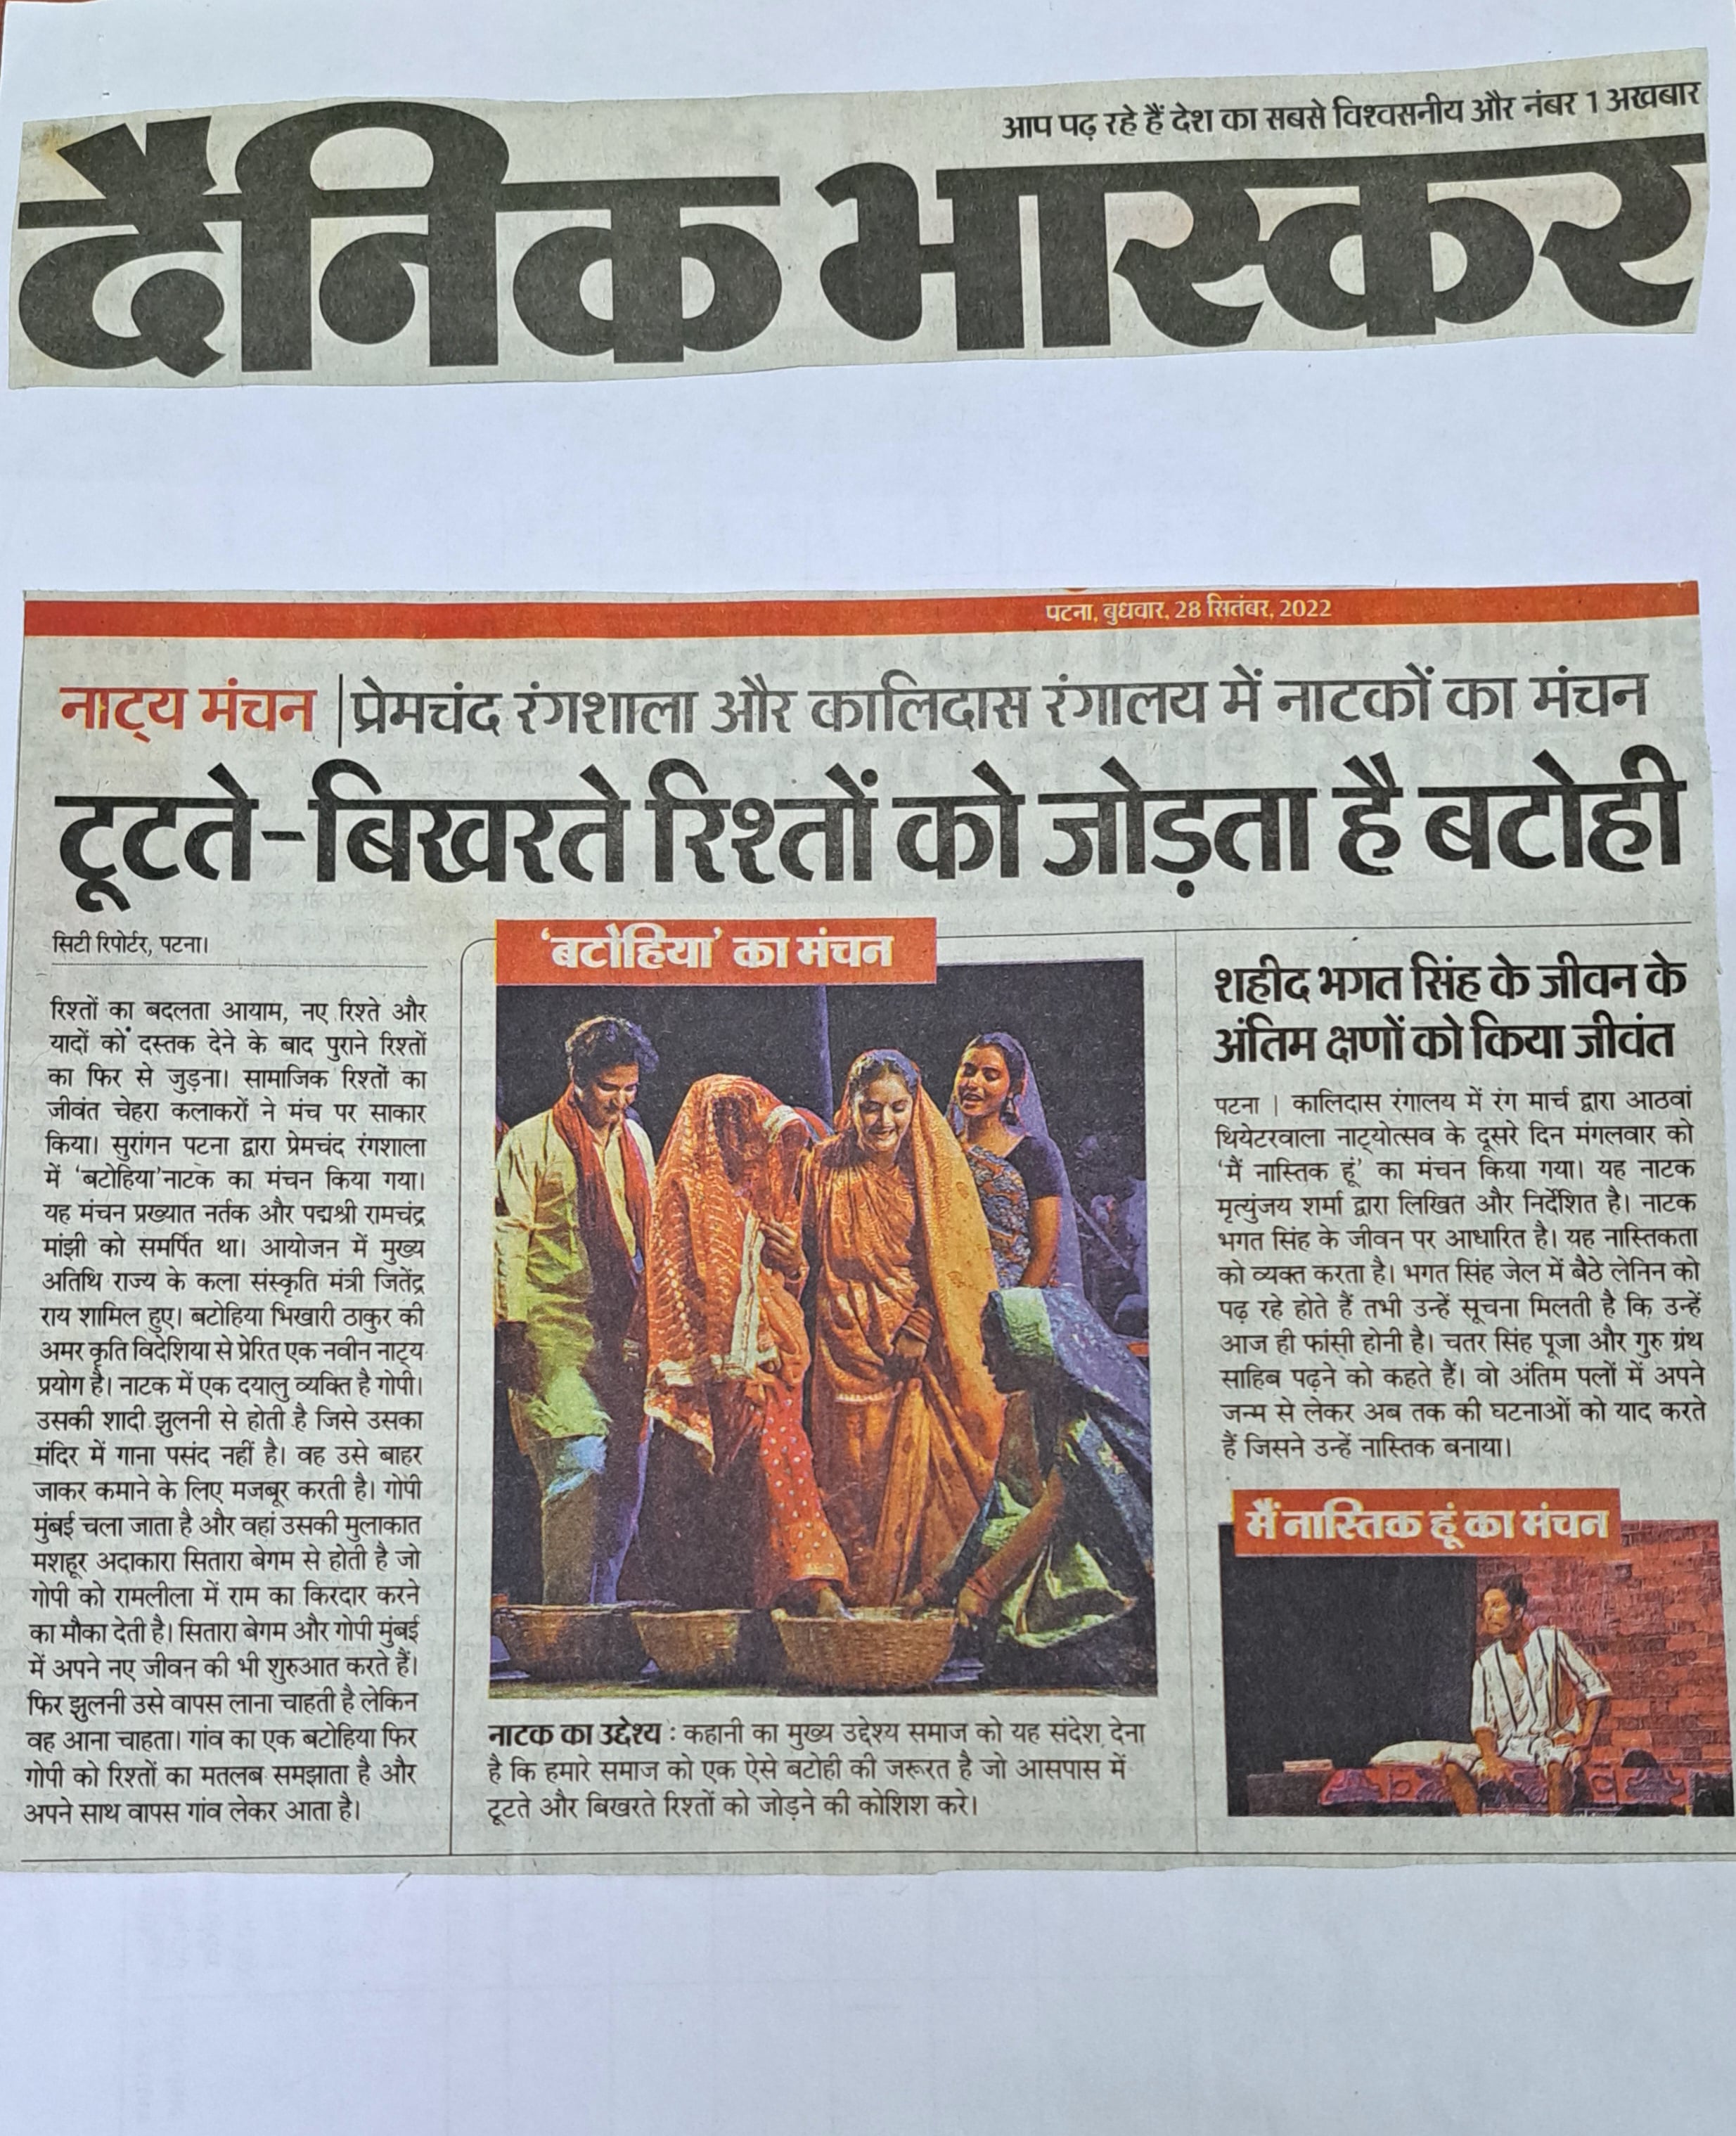 आप पढ़ रहे हैं देश का सबसे विश्वसनीय और नंबर 1 अखबार
दैनिक भास्कर
पटना, बुधवार, 28 सितंबर, 2022
नाट्य मंचन | प्रेमचंद रंगशाला और कालिदास रंगालय में नाटकों का मंचन
टूटते-बिखरते रिश्तों को जोड़ता है बटोही
सिटी रिपोर्टर, पटना।
रिश्तों का बदलता आयाम, नए रिश्ते और
यादों को दस्तक देने के बाद पुराने रिश्तों
का फिर से जुड़ना। सामाजिक रिश्तों का
जीवंत चेहरा कलाकरों ने मंच पर साकार
किया। सुरांगन पटना द्वारा प्रेमचंद रंगशाला
में ‘बटोहिया’नाटक का मंचन किया गया।
यह मंचन प्रख्यात नर्तक और पद्मश्री रामचंद्र
मांझी को समर्पित था। आयोजन में मुख्य
अतिथि राज्य के कला संस्कृति मंत्री जितेंद्र
राय शामिल हुए। बटोहिया भिखारी ठाकुर की
अमर कृति विदेशिया से प्रेरित एक नवीन नाट्य
प्रयोग है। नाटक में एक दयालु व्यक्ति है गोपी।
उसकी शादी झुलनी से होती है जिसे उसका
मंदिर में गाना पसंद नहीं है। वह उसे बाहर
जाकर कमाने के लिए मजबूर करती है। गोपी
मुंबई चला जाता है और वहां उसकी मुलाकात
मशहूर अदाकारा सितारा बेगम से होती है जो
गोपी को रामलीला में राम का किरदार करने
का मौका देती है। सितारा बेगम और गोपी मुंबई
में अपने नए जीवन की भी शुरुआत करते हैं।
फिर झुलनी उसे वापस लाना चाहती है लेकिन
वह आना चाहता। गांव का एक बटोहिया फिर
गोपी को रिश्तों का मतलब समझाता है और
अपने साथ वापस गांव लेकर आता है।
‘बटोहिया’ का मंचन
नाटक का उद्देश्य : कहानी का मुख्य उद्देश्य समाज को यह संदेश देना
है कि हमारे समाज को एक ऐसे बटोही की जरूरत है जो आसपास में
टूटते और बिखरते रिश्तों को जोड़ने की कोशिश करे।
शहीद भगत सिंह के जीवन के
अंतिम क्षणों को किया जीवंत
पटना | कालिदास रंगालय में रंग मार्च द्वारा आठवां
थियेटरवाला नाट्योत्सव के दूसरे दिन मंगलवार को
‘मैं नास्तिक हूं’ का मंचन किया गया। यह नाटक
मृत्युंजय शर्मा द्वारा लिखित और निर्देशित है। नाटक
भगत सिंह के जीवन पर आधारित है। यह नास्तिकता
को व्यक्त करता है। भगत सिंह जेल में बैठे लेनिन को
पढ़ रहे होते हैं तभी उन्हें सूचना मिलती है कि उन्हें
आज ही फांसी होनी है। चतर सिंह पूजा और गुरु ग्रंथ
साहिब पढ़ने को कहते हैं। वो अंतिम पलों में अपने
जन्म से लेकर अब तक की घटनाओं को याद करते
हैं जिसने उन्हें नास्तिक बनाया।
मैं नास्तिक हूं का मंचन